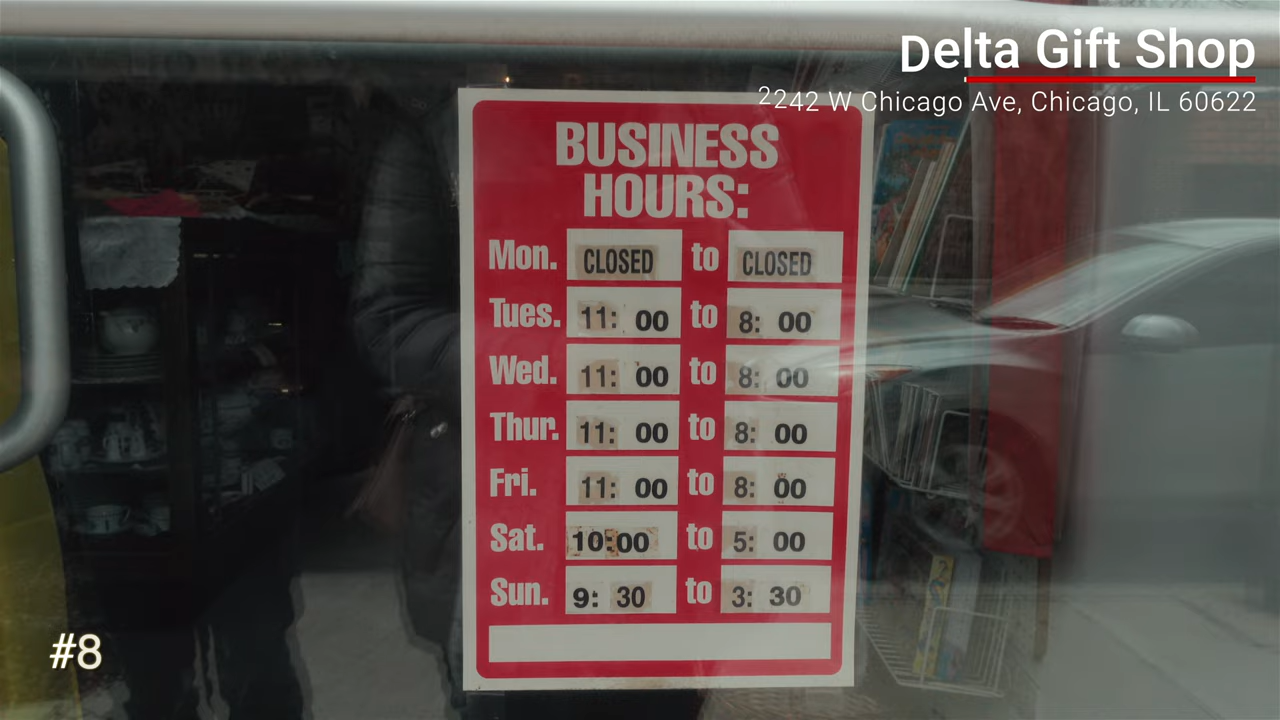 Delta Gift Shop
2242 W Chicago Ave, Chicago, IL 60622
BUSINESS
HOURS:
Mon. CLOSED to CLOSED
Tues. 11: 00 to 8: 00
Wed. 11: 00 to 8: 00
Thur. 11: 00 to 8: 00
Fri. 11: 00 to 8: 00
Sat. 10:00 to 5: 00
Sun. 9: 30 to 3: 30
#8